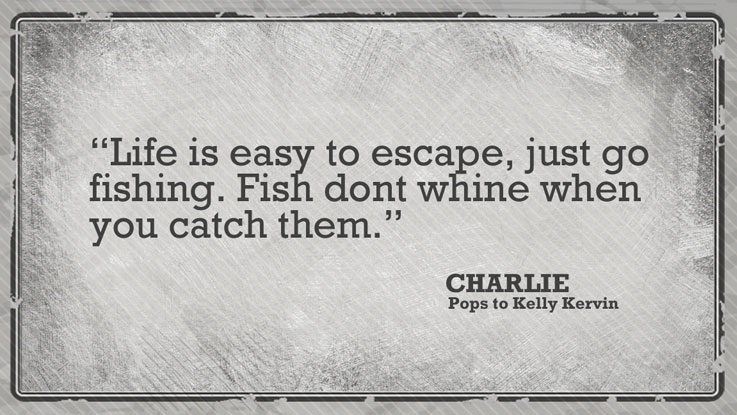 “Life is easy to escape, just go
fishing. Fish dont whine when
you catch them.”
CHARLIE
Pops to Kelly Kervin